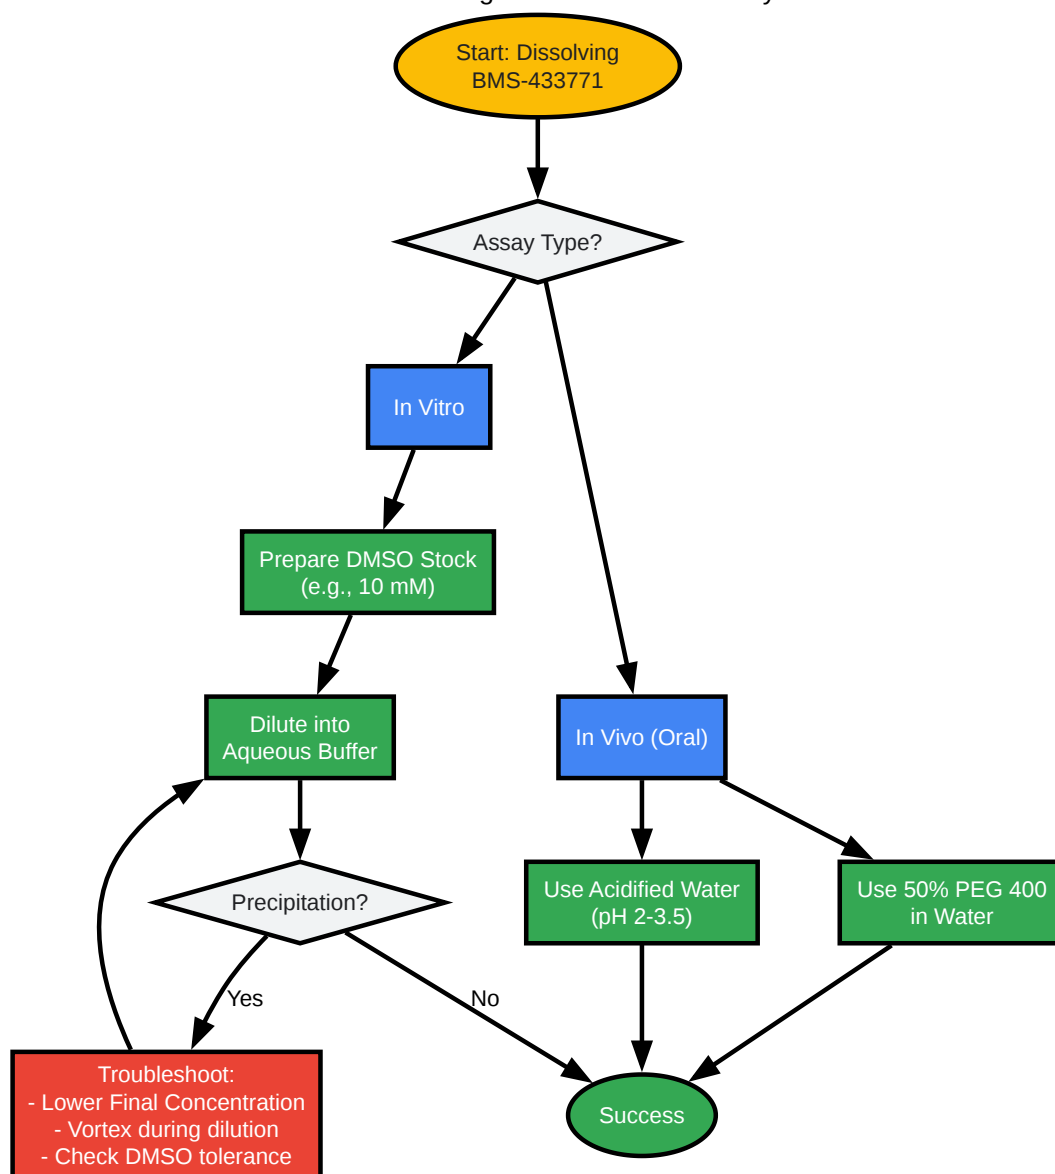 Start: Dissolving
BMS-433771
Assay Type?
In Vitro
Prepare DMSO Stock
(e.g., 10 mM)
Dilute into
Aqueous Buffer
In Vivo (Oral)
Precipitation?
Use Acidified Water
(pH 2-3.5)
Use 50% PEG 400
in Water
Yes
No
Troubleshoot:
- Lower Final Concentration
- Vortex during dilution
- Check DMSO tolerance
Success